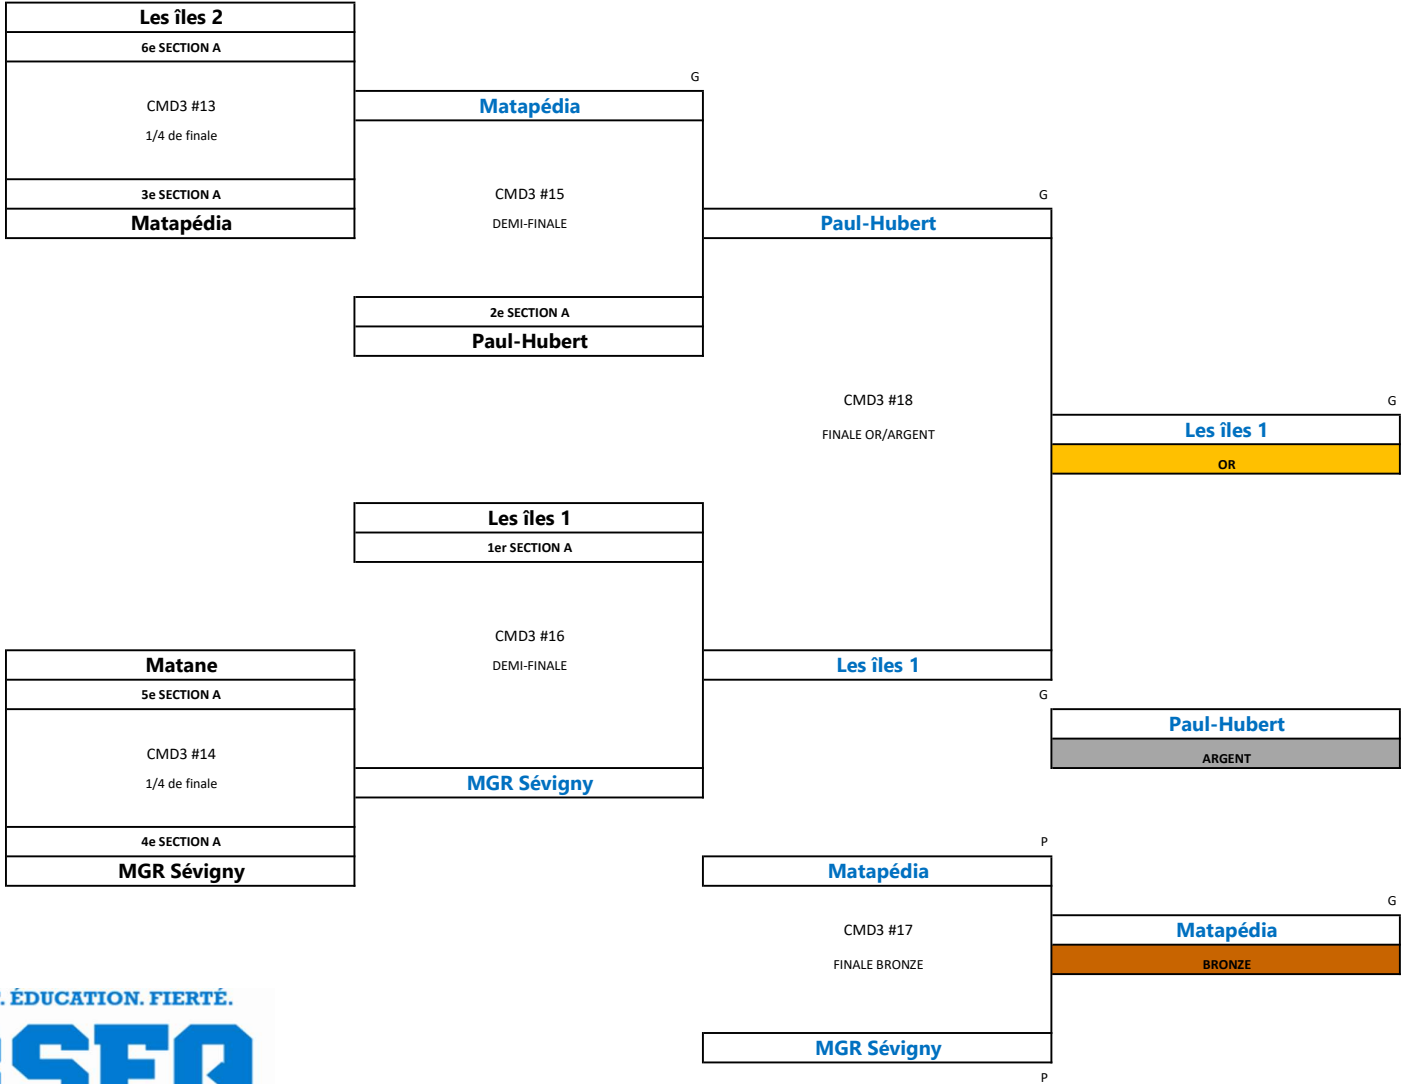 Les îles 2
6e SECTION A
CMD3 #13
1/4 de finale
3e SECTION A
Matapédia
G
Matapédia
CMD3 #15
DEMI-FINALE
2e SECTION A
Paul-Hubert
G
Paul-Hubert
CMD3 #18
FINALE OR/ARGENT
G
Les îles 1
OR
Les îles 1
1er SECTION A
CMD3 #16
DEMI-FINALE
MGR Sévigny
Matane
5e SECTION A
CMD3 #14
1/4 de finale
4e SECTION A
MGR Sévigny
Les îles 1
G
Paul-Hubert
ARGENT
P
Matapédia
CMD3 #17
FINALE BRONZE
MGR Sévigny
P
G
Matapédia
BRONZE
. ÉDUCATION. FIERTÉ.
SEQ